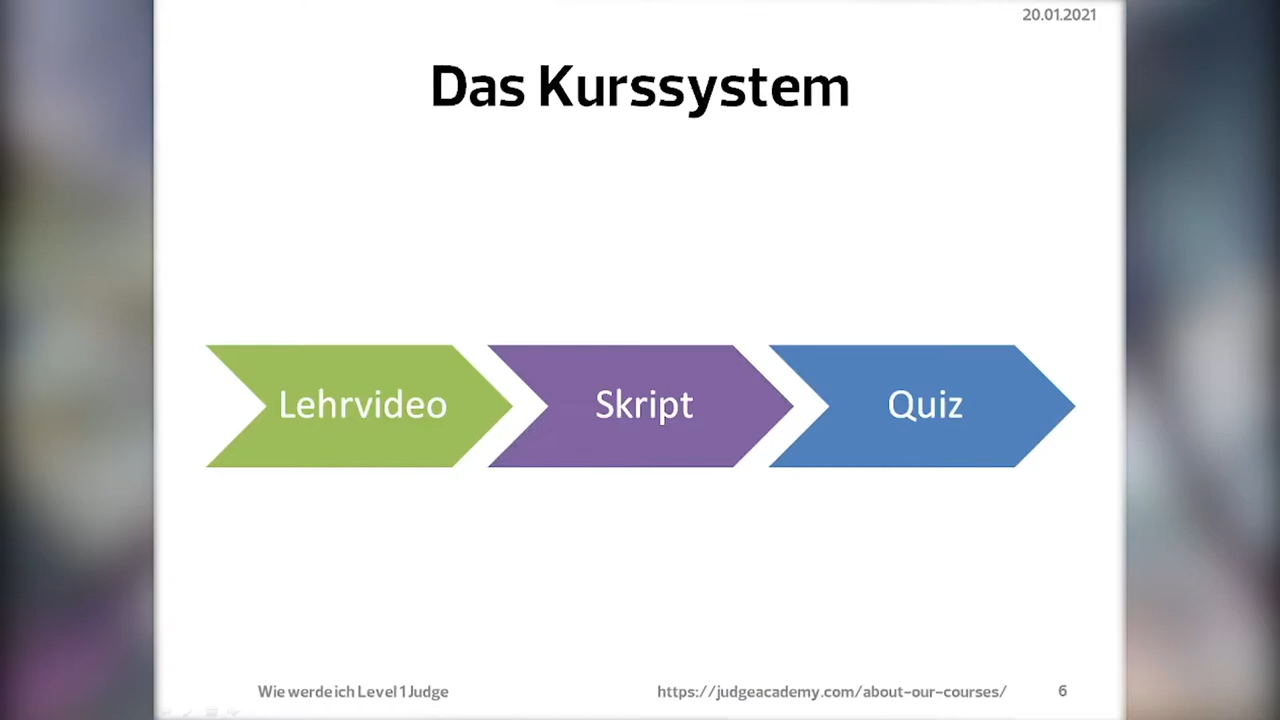 20.01.2021
Das Kurssystem
Lehrvideo
Skript
Quiz
Wie werde ich Level 1 Judge
https://judgeacademy.com/about-our-courses/
6